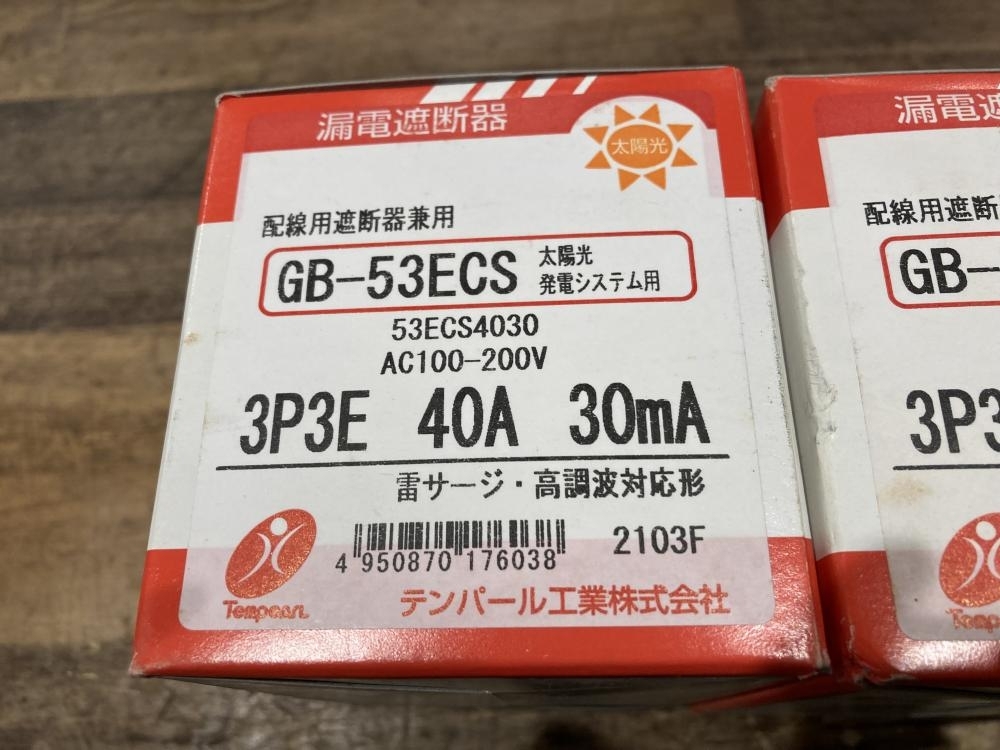 漏電遮断器
太陽光
配線用遮断器兼用
GB-53ECS 太陽光
発電システム用
53ECS4030
AC100-200V
3P3E 40A 30mA
雷サージ・高調波対応形
4 950870 176038
2103F
Tempearl
テンパール工業株式会社
漏電
配線用遮断
GB-
3P3